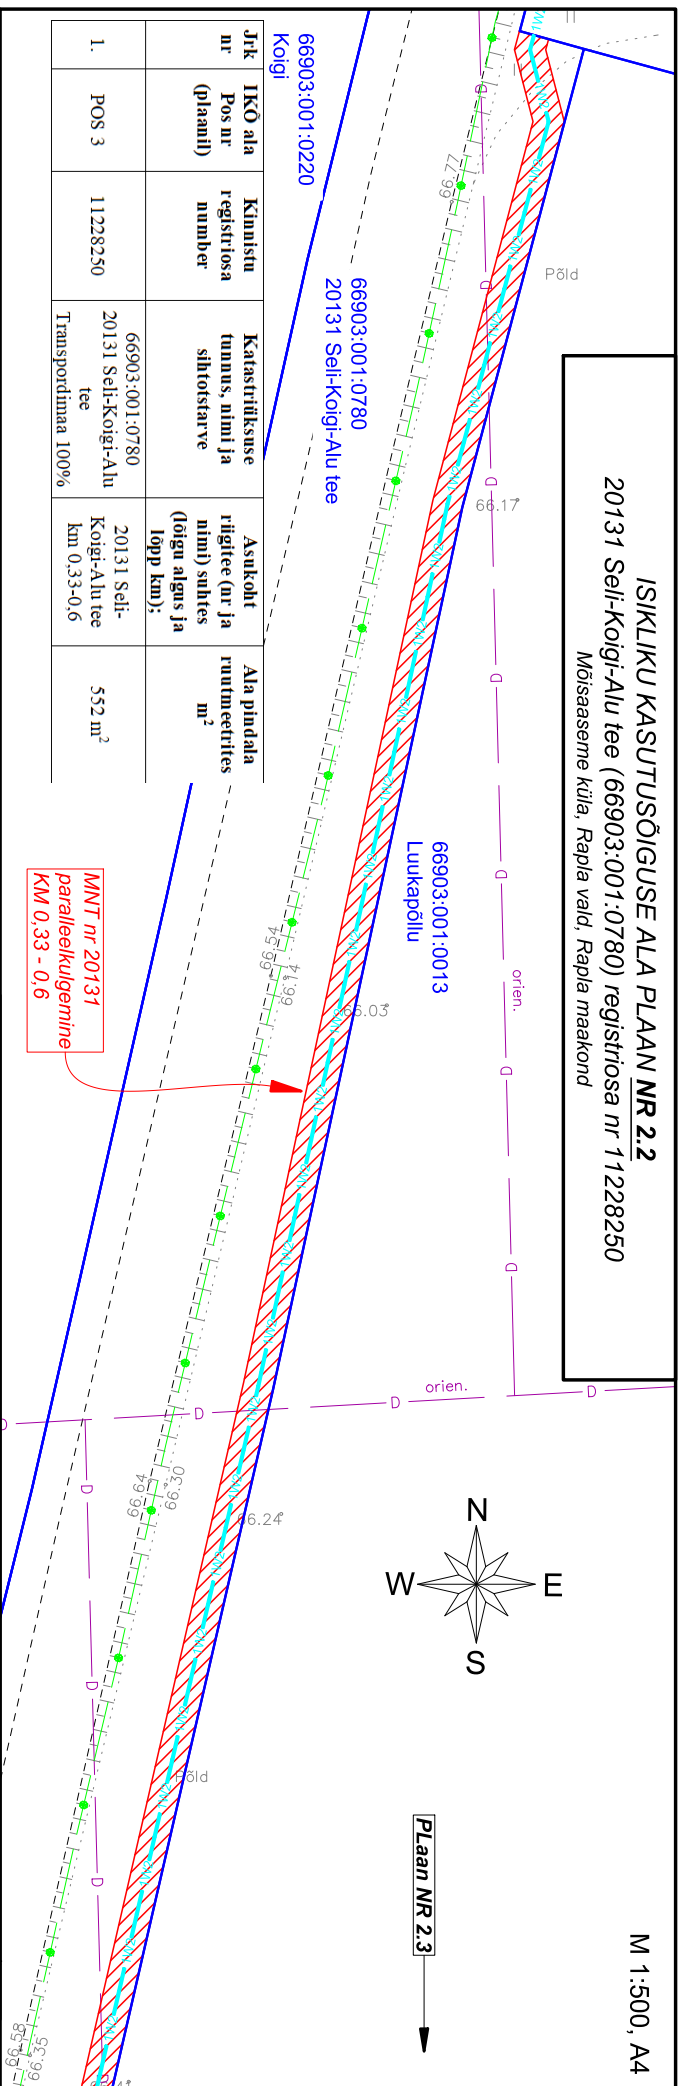 ISIKLIKU KASUTUSÕIGUSE ALA PLAAN NR 2.2
20131 Seli-Koigi-Alu tee (66903:001:0780) registriosa nr 11228250
Mõisaaseme küla, Rapla vald, Rapla maakond
M 1:500, A4
PLaan NR 2.3
N
W
E
S
Põld
66.17
66.77
66903:001:0780
20131 Seli-Koigi-Alu tee
66903:001:0220
Koigi
66903:001:0013
Luukapõllu
orien.
orien.
66.03
66.54
66.14
66.24
66.30
66.64
Põld
66.58
66.35
1W2
D
MNT nr 20131
paralleelkulgemine
KM 0,33 - 0,6
Jrk nr
IKÕ ala Pos nr (plaanil)
Kinnistu registriosa number
Katastriüksuse tunnus, nimi ja sihtotstarve
Asukoht riigitee (nr ja nimi) suhtes (lõigu algus ja lõpp km);
Ala pindala ruutmeetrites m²
1.
POS 3
11228250
66903:001:0780
20131 Seli-Koigi-Alu
tee
Transpordimaa 100%
20131 Seli-
Koigi-Alu tee
km 0,33-0,6
552 m²